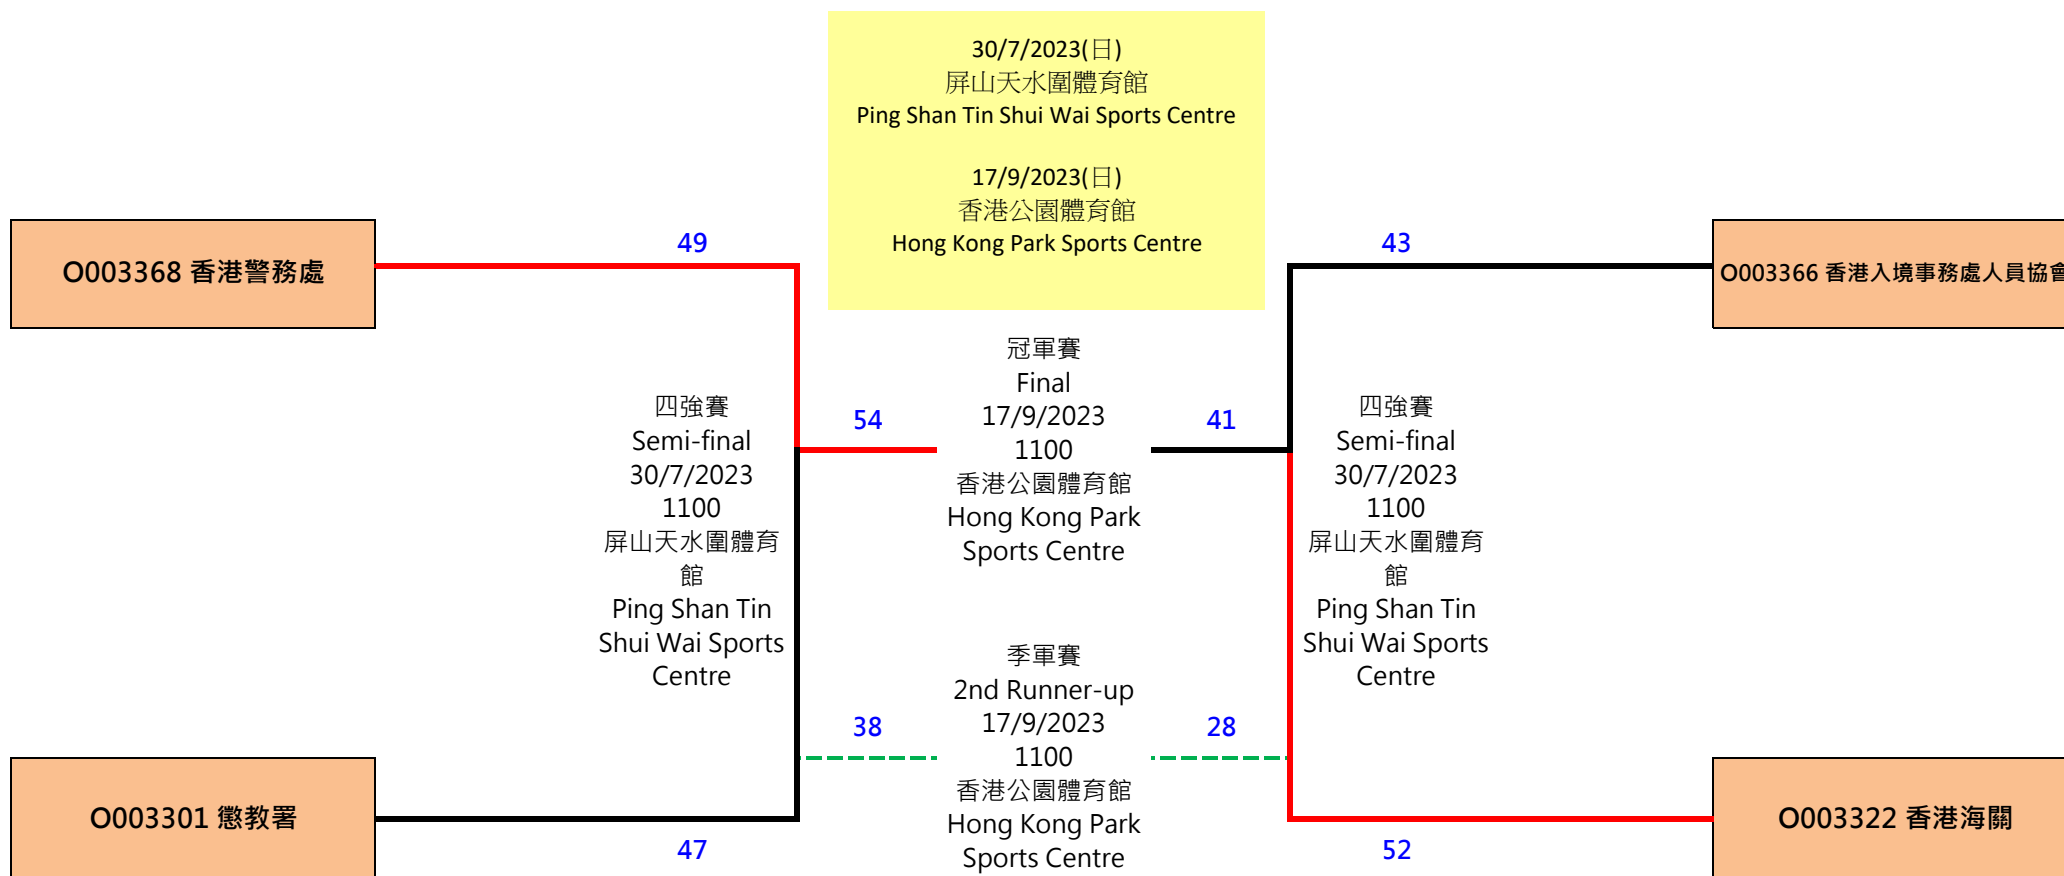 30/7/2023(日)
屏山天水圍體育館
Ping Shan Tin Shui Wai Sports Centre
17/9/2023(日)
香港公園體育館
Hong Kong Park Sports Centre
O003368 香港警務處
49
43
O003366 香港入境事務處人員協會
四強賽
Semi-final
30/7/2023
1100
屏山天水圍體育
館
Ping Shan Tin
Shui Wai Sports
Centre
54
冠軍賽
Final
17/9/2023
1100
香港公園體育館
Hong Kong Park
Sports Centre
41
四強賽
Semi-final
30/7/2023
1100
屏山天水圍體育
館
Ping Shan Tin
Shui Wai Sports
Centre
38
季軍賽
2nd Runner-up
17/9/2023
1100
香港公園體育館
Hong Kong Park
Sports Centre
28
O003301 懲教署
47
52
O003322 香港海關